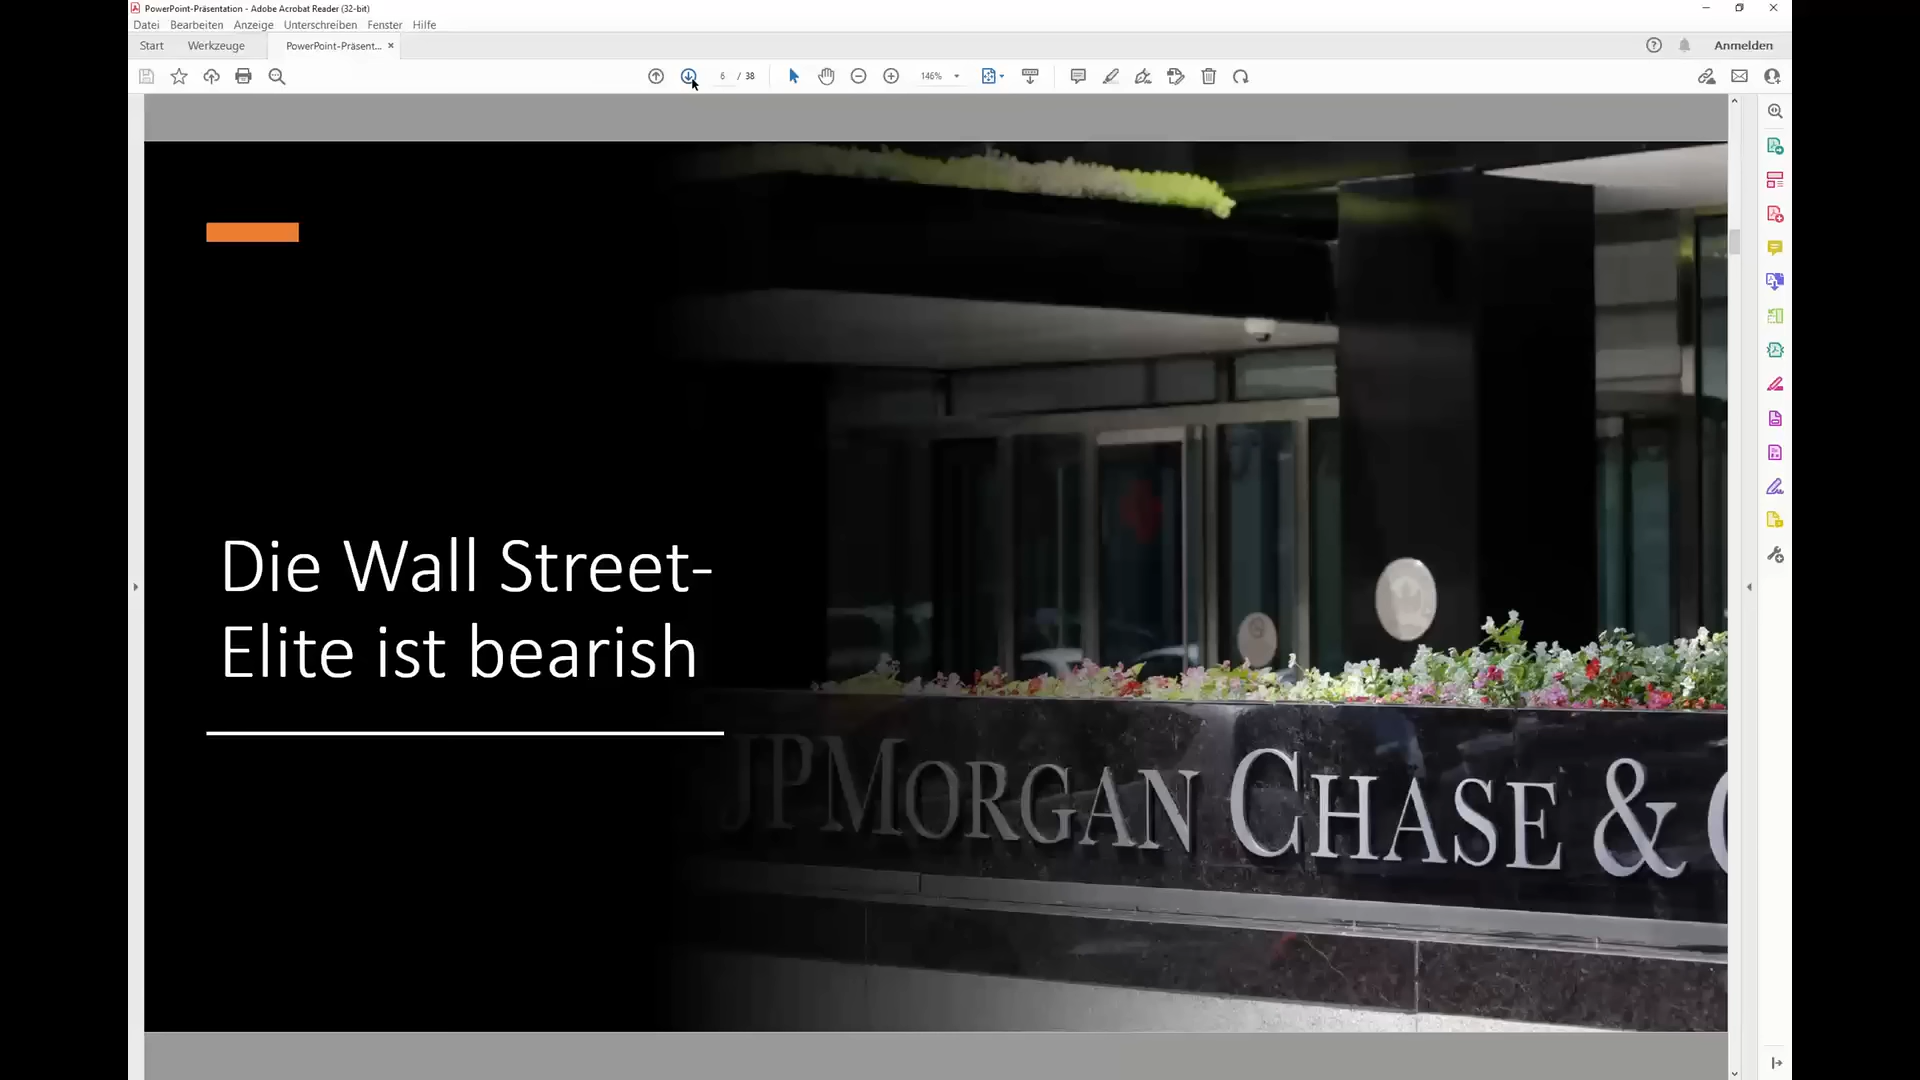 PowerPoint-Präsentation - Adobe Acrobat Reader (32-bit)
Datei Bearbeiten Anzeige Unterschreiben Fenster Hilfe
Start Werkzeuge PowerPoint-Präsent... × Anmelden
6 / 38 146%
Die Wall Street-
Elite ist bearish
JPMORGAN CHASE &